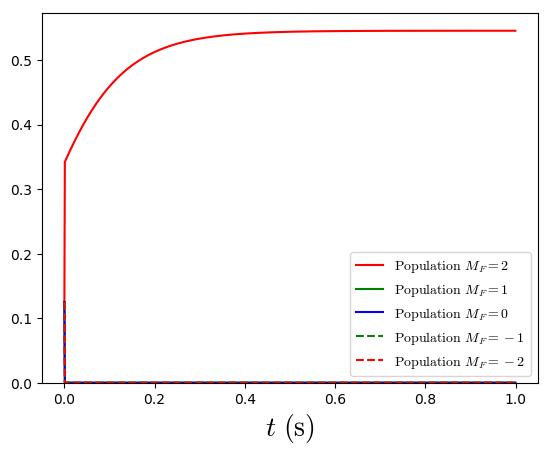 0.5
0.4
0.3
0.2
0.1
0.0
Population $M_F = 2$
Population $M_F = 1$
Population $M_F = 0$
Population $M_F = -1$
Population $M_F = -2$
0.0 0.2 0.4 0.6 0.8 1.0
$t$ (s)